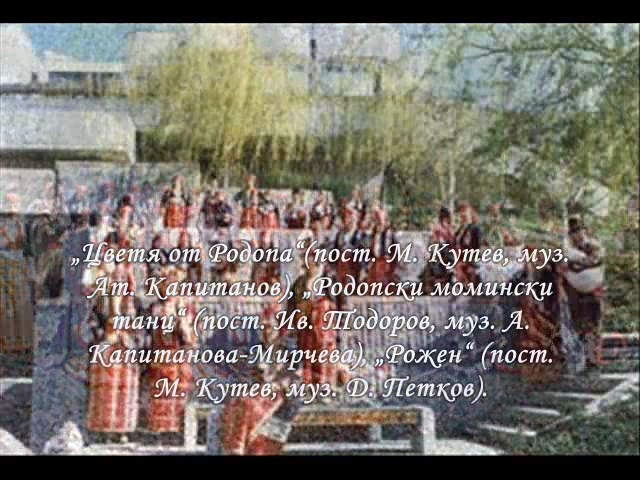 „Цветя от Родопа“(пост. М. Кутев, муз.
Ат. Капитанов), „Родопски момински
танц“ (пост. Ив. Тодоров, муз. А.
Капитанова-Мирчева), „Рожен“ (пост.
М. Кутев, муз. Д. Петков).